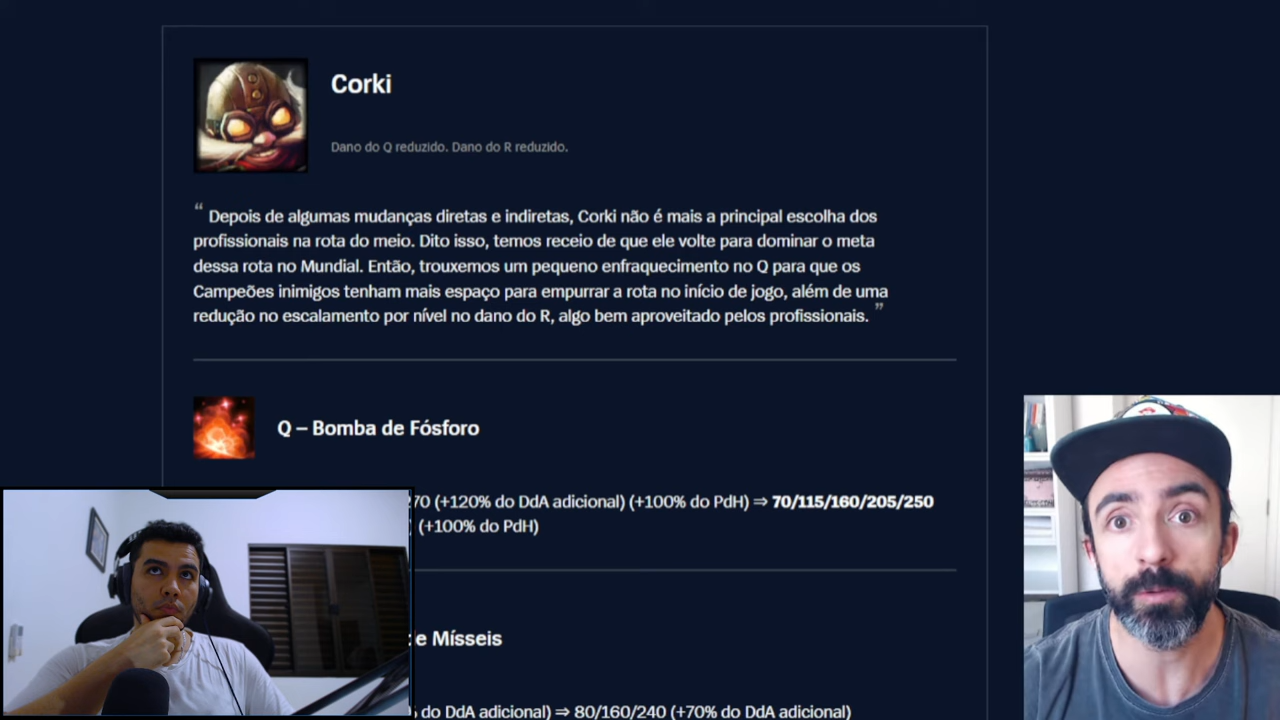 Corki
Dano do Q reduzido. Dano do R reduzido.
“ Depois de algumas mudanças diretas e indiretas, Corki não é mais a principal escolha dos
profissionais na rota do meio. Dito isso, temos receio de que ele volte para dominar o meta
dessa rota no Mundial. Então, trouxemos um pequeno enfraquecimento no Q para que os
Campeões inimigos tenham mais espaço para empurrar a rota no início de jogo, além de uma
redução no escalamento por nível no dano do R, algo bem aproveitado pelos profissionais. ”
Q – Bomba de Fósforo
270 (+120% do DdA adicional) (+100% do PdH) ⇒ 70/115/160/205/250
(+100% do PdH)
e Mísseis
do DdA adicional) ⇒ 80/160/240 (+70% do DdA adicional)